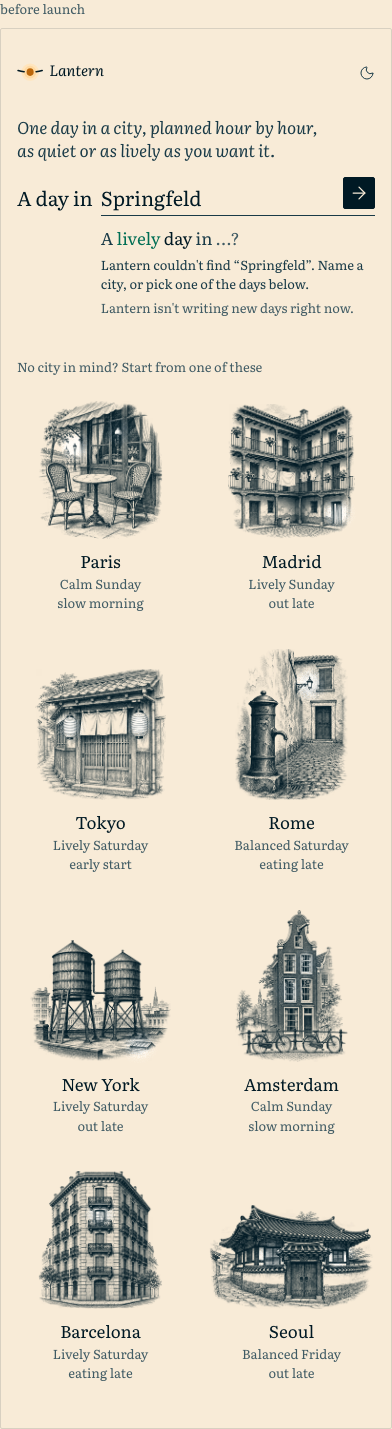 before launch
Lantern
One day in a city, planned hour by hour,
as quiet or as lively as you want it.
A day in Springfeld
A lively day in …?
Lantern couldn't find “Springfeld”. Name a
city, or pick one of the days below.
Lantern isn't writing new days right now.
No city in mind? Start from one of these
Paris
Calm Sunday
slow morning
Madrid
Lively Sunday
out late
Tokyo
Lively Saturday
early start
Rome
Balanced Saturday
eating late
New York
Lively Saturday
out late
Amsterdam
Calm Sunday
slow morning
Barcelona
Lively Saturday
eating late
Seoul
Balanced Friday
out late